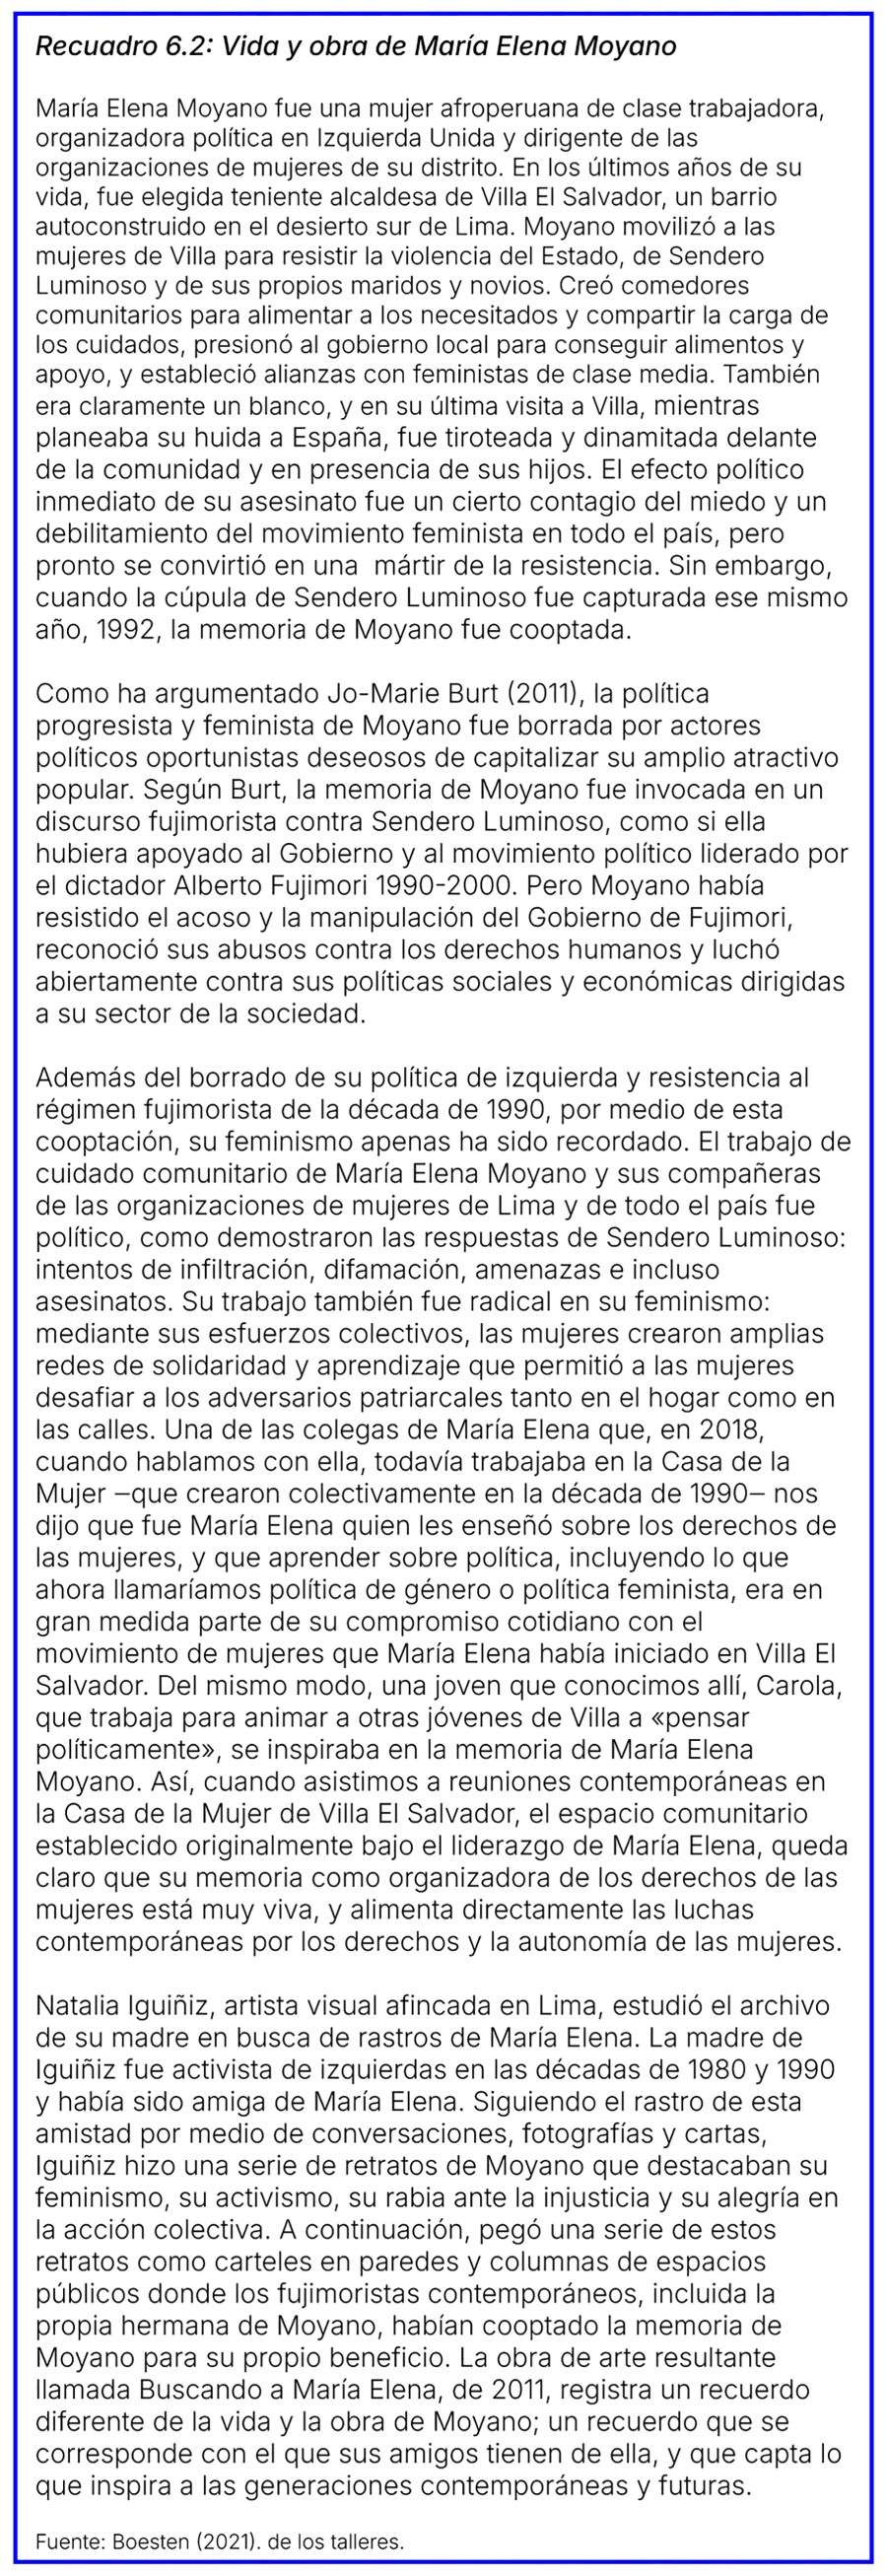 Recuadro 6.2: Vida y obra de María Elena Moyano
María Elena Moyano fue una mujer afroperuana de clase trabajadora,
organizadora política en Izquierda Unida y dirigente de las
organizaciones de mujeres de su distrito. En los últimos años de su
vida, fue elegida teniente alcaldesa de Villa El Salvador, un barrio
autoconstruido en el desierto sur de Lima. Moyano movilizó a las
mujeres de Villa para resistir la violencia del Estado, de Sendero
Luminoso y de sus propios maridos y novios. Creó comedores
comunitarios para alimentar a los necesitados y compartir la carga de
los cuidados, presionó al gobierno local para conseguir alimentos y
apoyo, y estableció alianzas con feministas de clase media. También
era claramente un blanco, y en su última visita a Villa, mientras
planeaba su huida a España, fue tiroteada y dinamitada delante
de la comunidad y en presencia de sus hijos. El efecto político
inmediato de su asesinato fue un cierto contagio del miedo y un
debilitamiento del movimiento feminista en todo el país, pero
pronto se convirtió en una  mártir de la resistencia. Sin embargo,
cuando la cúpula de Sendero Luminoso fue capturada ese mismo
año, 1992, la memoria de Moyano fue cooptada.
Como ha argumentado Jo-Marie Burt (2011), la política
progresista y feminista de Moyano fue borrada por actores
políticos oportunistas deseosos de capitalizar su amplio atractivo
popular. Según Burt, la memoria de Moyano fue invocada en un
discurso fujimorista contra Sendero Luminoso, como si ella
hubiera apoyado al Gobierno y al movimiento político liderado por
el dictador Alberto Fujimori 1990-2000. Pero Moyano había
resistido el acoso y la manipulación del Gobierno de Fujimori,
reconoció sus abusos contra los derechos humanos y luchó
abiertamente contra sus políticas sociales y económicas dirigidas
a su sector de la sociedad.
Además del borrado de su política de izquierda y resistencia al
régimen fujimorista de la década de 1990, por medio de esta
cooptación, su feminismo apenas ha sido recordado. El trabajo de
cuidado comunitario de María Elena Moyano y sus compañeras
de las organizaciones de mujeres de Lima y de todo el país fue
político, como demostraron las respuestas de Sendero Luminoso:
intentos de infiltración, difamación, amenazas e incluso
asesinatos. Su trabajo también fue radical en su feminismo:
mediante sus esfuerzos colectivos, las mujeres crearon amplias
redes de solidaridad y aprendizaje que permitió a las mujeres
desafiar a los adversarios patriarcales tanto en el hogar como en
las calles. Una de las colegas de María Elena que, en 2018,
cuando hablamos con ella, todavía trabajaba en la Casa de la
Mujer –que crearon colectivamente en la década de 1990– nos
dijo que fue María Elena quien les enseñó sobre los derechos de
las mujeres, y que aprender sobre política, incluyendo lo que
ahora llamaríamos política de género o política feminista, era en
gran medida parte de su compromiso cotidiano con el
movimiento de mujeres que María Elena había iniciado en Villa El
Salvador. Del mismo modo, una joven que conocimos allí, Carola,
que trabaja para animar a otras jóvenes de Villa a «pensar
políticamente», se inspiraba en la memoria de María Elena
Moyano. Así, cuando asistimos a reuniones contemporáneas en
la Casa de la Mujer de Villa El Salvador, el espacio comunitario
establecido originalmente bajo el liderazgo de María Elena, queda
claro que su memoria como organizadora de los derechos de las
mujeres está muy viva, y alimenta directamente las luchas
contemporáneas por los derechos y la autonomía de las mujeres.
Natalia Iguiñiz, artista visual afincada en Lima, estudió el archivo
de su madre en busca de rastros de María Elena. La madre de
Iguiñiz fue activista de izquierdas en las décadas de 1980 y 1990
y había sido amiga de María Elena. Siguiendo el rastro de esta
amistad por medio de conversaciones, fotografías y cartas,
Iguiñiz hizo una serie de retratos de Moyano que destacaban su
feminismo, su activismo, su rabia ante la injusticia y su alegría en
la acción colectiva. A continuación, pegó una serie de estos
retratos como carteles en paredes y columnas de espacios
públicos donde los fujimoristas contemporáneos, incluida la
propia hermana de Moyano, habían cooptado la memoria de
Moyano para su propio beneficio. La obra de arte resultante
llamada Buscando a María Elena, de 2011, registra un recuerdo
diferente de la vida y la obra de Moyano; un recuerdo que se
corresponde con el que sus amigos tienen de ella, y que capta lo
que inspira a las generaciones contemporáneas y futuras.
Fuente: Boesten (2021). de los talleres.